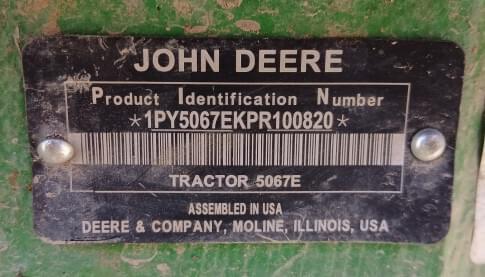 JOHN DEERE
Product Identification Number
*1PY5067EKPR100820*
TRACTOR 5067E
ASSEMBLED IN USA
DEERE & COMPANY, MOLINE, ILLINOIS, USA